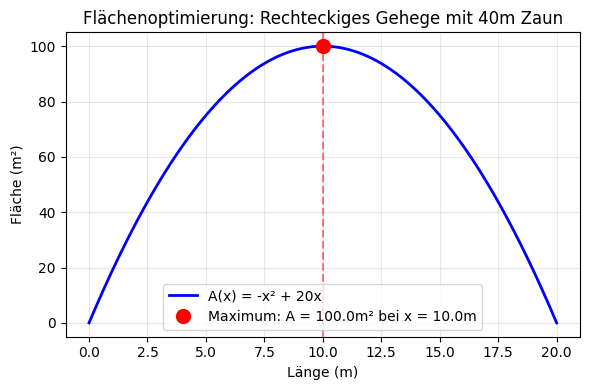 Flächenoptimierung: Rechteckiges Gehege mit 40m Zaun
Fläche (m²)
100
80
60
40
20
0
A(x) = -x² + 20x
Maximum: A = 100.0m² bei x = 10.0m
0.0 2.5 5.0 7.5 10.0 12.5 15.0 17.5 20.0
Länge (m)